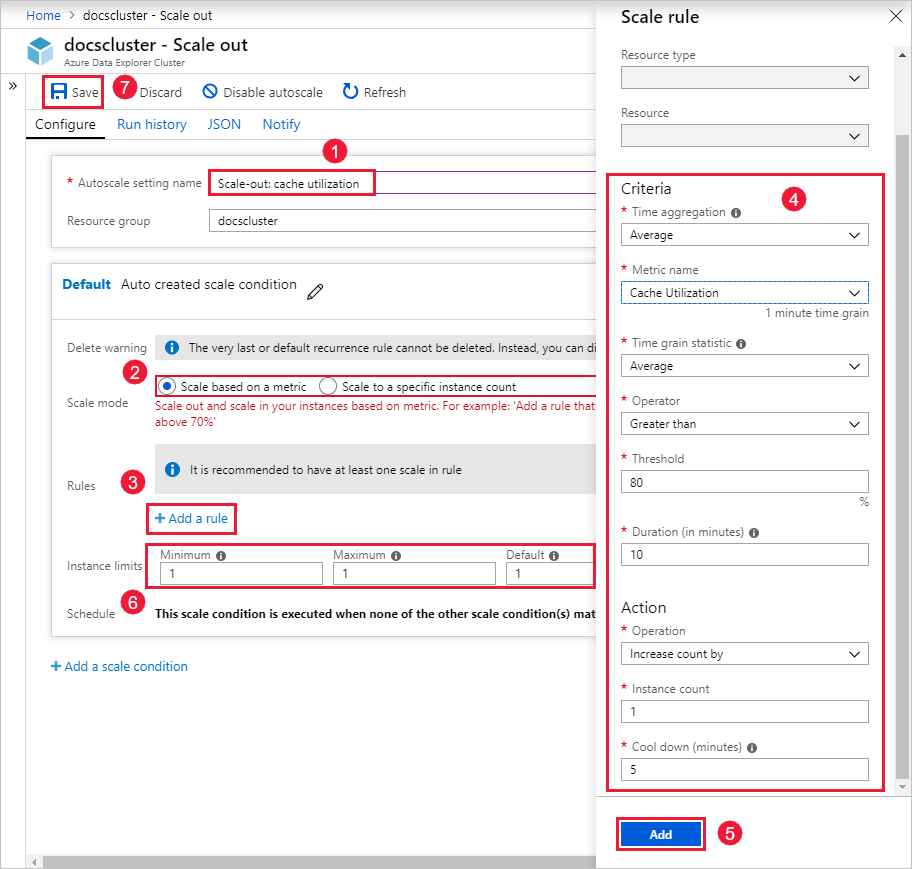 Home > docscluster - Scale out
docscluster - Scale out
Azure Data Explorer Cluster
»
Save
7
Discard
Disable autoscale
Refresh
Configure
Run history
JSON
Notify
1
* Autoscale setting name
Scale-out: cache utilization
Resource group
docscluster
Default
Auto created scale condition
Delete warning
The very last or default recurrence rule cannot be deleted. Instead, you can di
2
Scale mode
Scale based on a metric
Scale to a specific instance count
Scale out and scale in your instances based on metric. For example: 'Add a rule that
above 70%'
3
Rules
It is recommended to have at least one scale in rule
+ Add a rule
Instance limits
Minimum
1
Maximum
1
Default
1
6
Schedule
This scale condition is executed when none of the other scale condition(s) mat
+ Add a scale condition
Scale rule
Resource type
Resource
Criteria
4
* Time aggregation
Average
* Metric name
Cache Utilization
1 minute time grain
* Time grain statistic
Average
* Operator
Greater than
* Threshold
80
%
* Duration (in minutes)
10
Action
* Operation
Increase count by
* Instance count
1
* Cool down (minutes)
5
Add
5